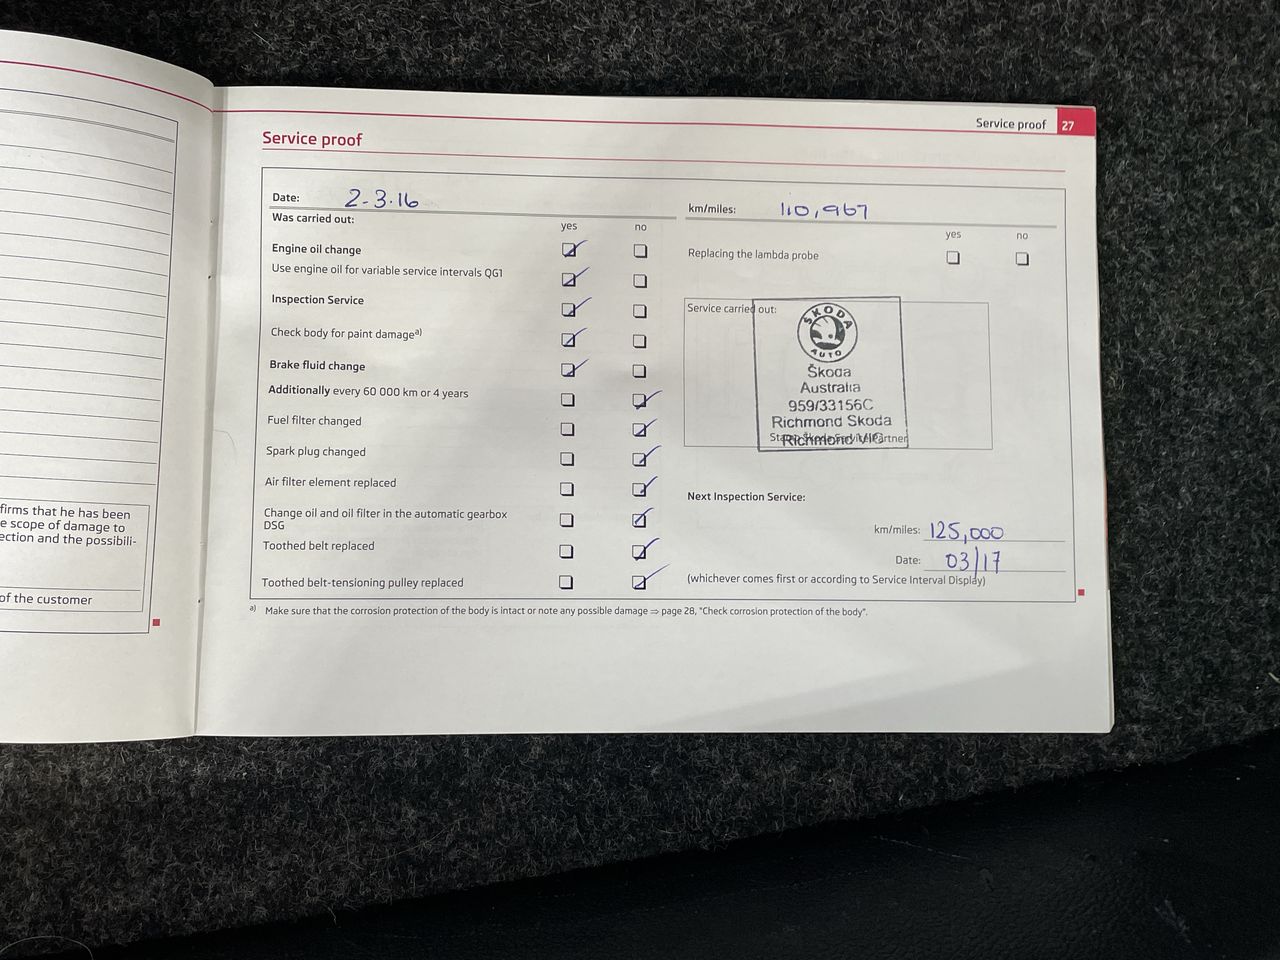 firms that he has been
e scope of damage to
ection and the possibili-
of the customer
Service proof 27
Service proof
Date: 2-3-16
km/miles: 110,967
Was carried out:
yes no
yes no
Engine oil change
Replacing the lambda probe
Use engine oil for variable service intervals QG1
Inspection Service
Check body for paint damage a)
Brake fluid change
Additionally every 60 000 km or 4 years
Fuel filter changed
Spark plug changed
Air filter element replaced
Change oil and oil filter in the automatic gearbox
DSG
Toothed belt replaced
Toothed belt-tensioning pulley replaced
Service carried out:
ŠKODA
AUTO
Škoda
Australia
959/33156C
Richmond Skoda
Richmond
Partner
Next Inspection Service:
km/miles: 125,000
Date: 03/17
(whichever comes first or according to Service Interval Display)
a) Make sure that the corrosion protection of the body is intact or note any possible damage ⇒ page 28, "Check corrosion protection of the body".